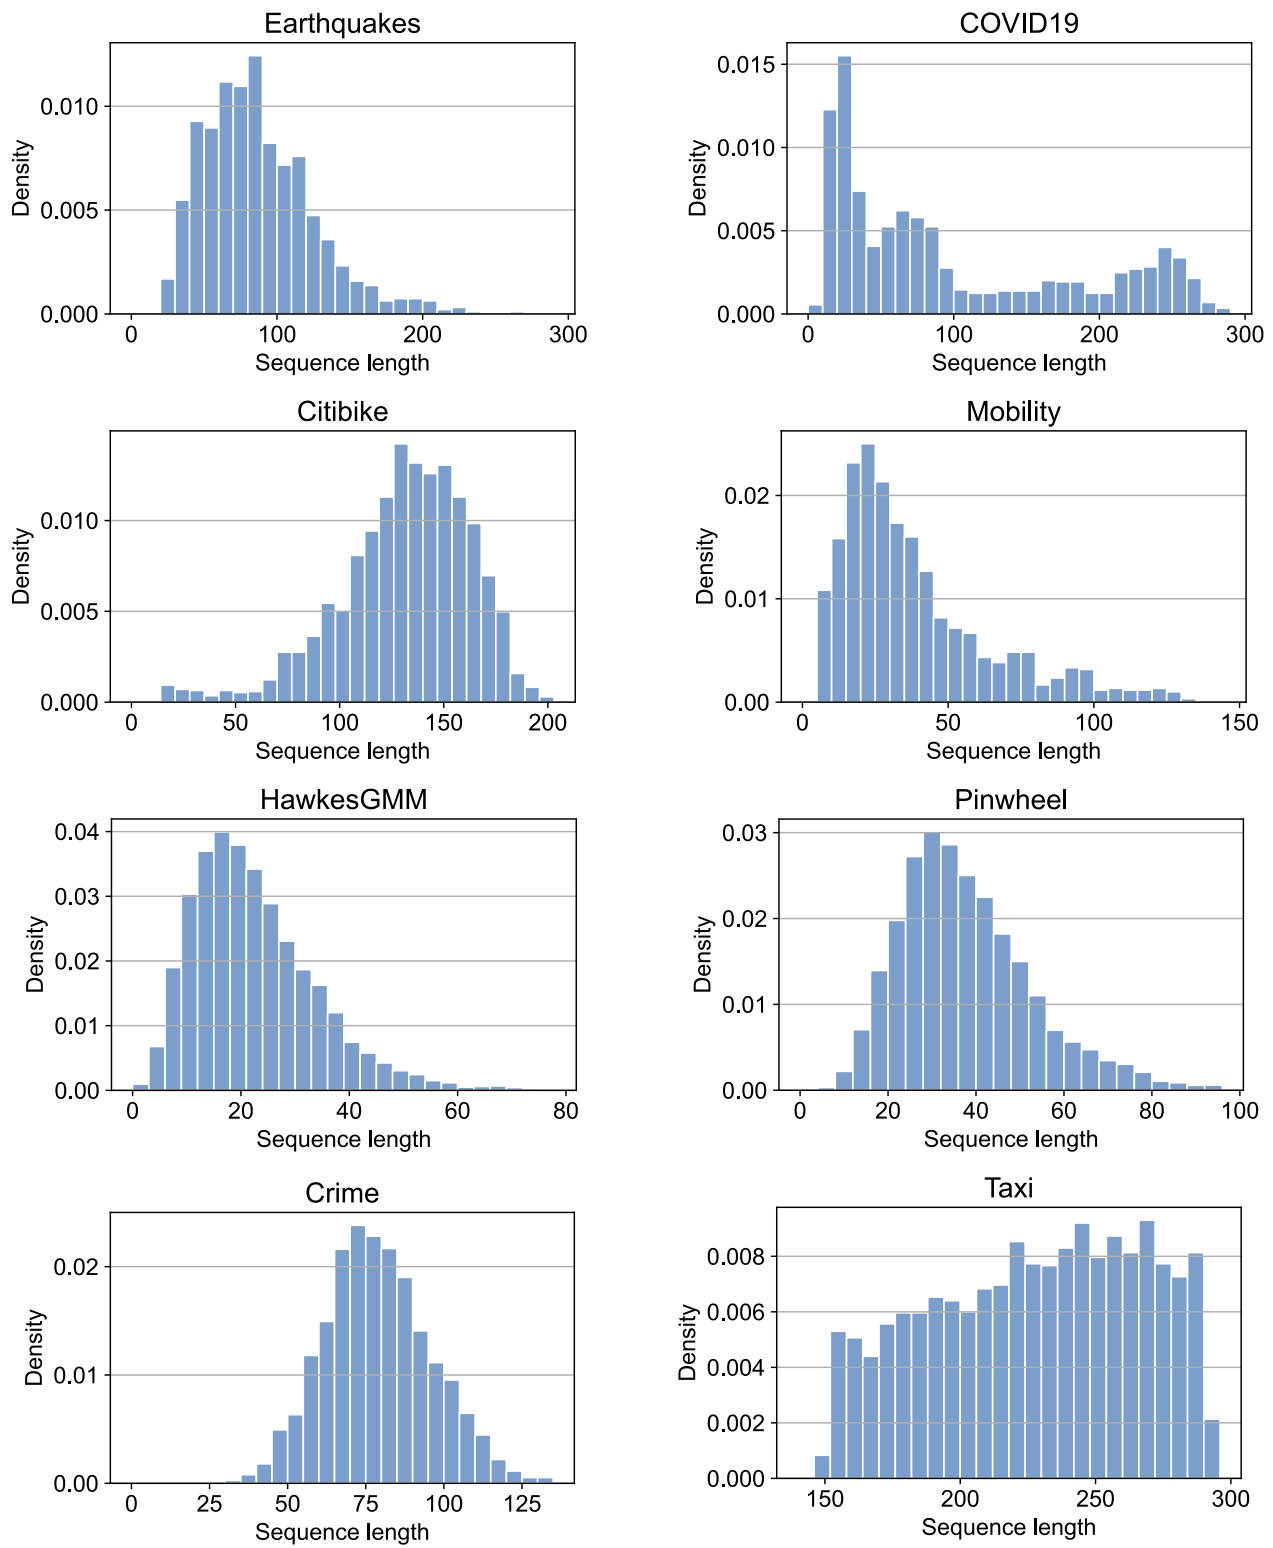 Earthquakes
0.010
0.005
0.000
Density
0 100 200 300
Sequence length
COVID19
0.015
0.010
0.005
0.000
Density
0 100 200 300
Sequence length
Citibike
0.010
0.005
0.000
Density
0 50 100 150 200
Sequence length
Mobility
0.02
0.01
0.00
Density
0 50 100 150
Sequence length
HawkesGMM
0.04
0.03
0.02
0.01
0.00
Density
0 20 40 60 80
Sequence length
Pinwheel
0.03
0.02
0.01
0.00
Density
0 20 40 60 80 100
Sequence length
Crime
0.02
0.01
0.00
Density
0 25 50 75 100 125
Sequence length
Taxi
0.008
0.006
0.004
0.002
0.000
Density
150 200 250 300
Sequence length